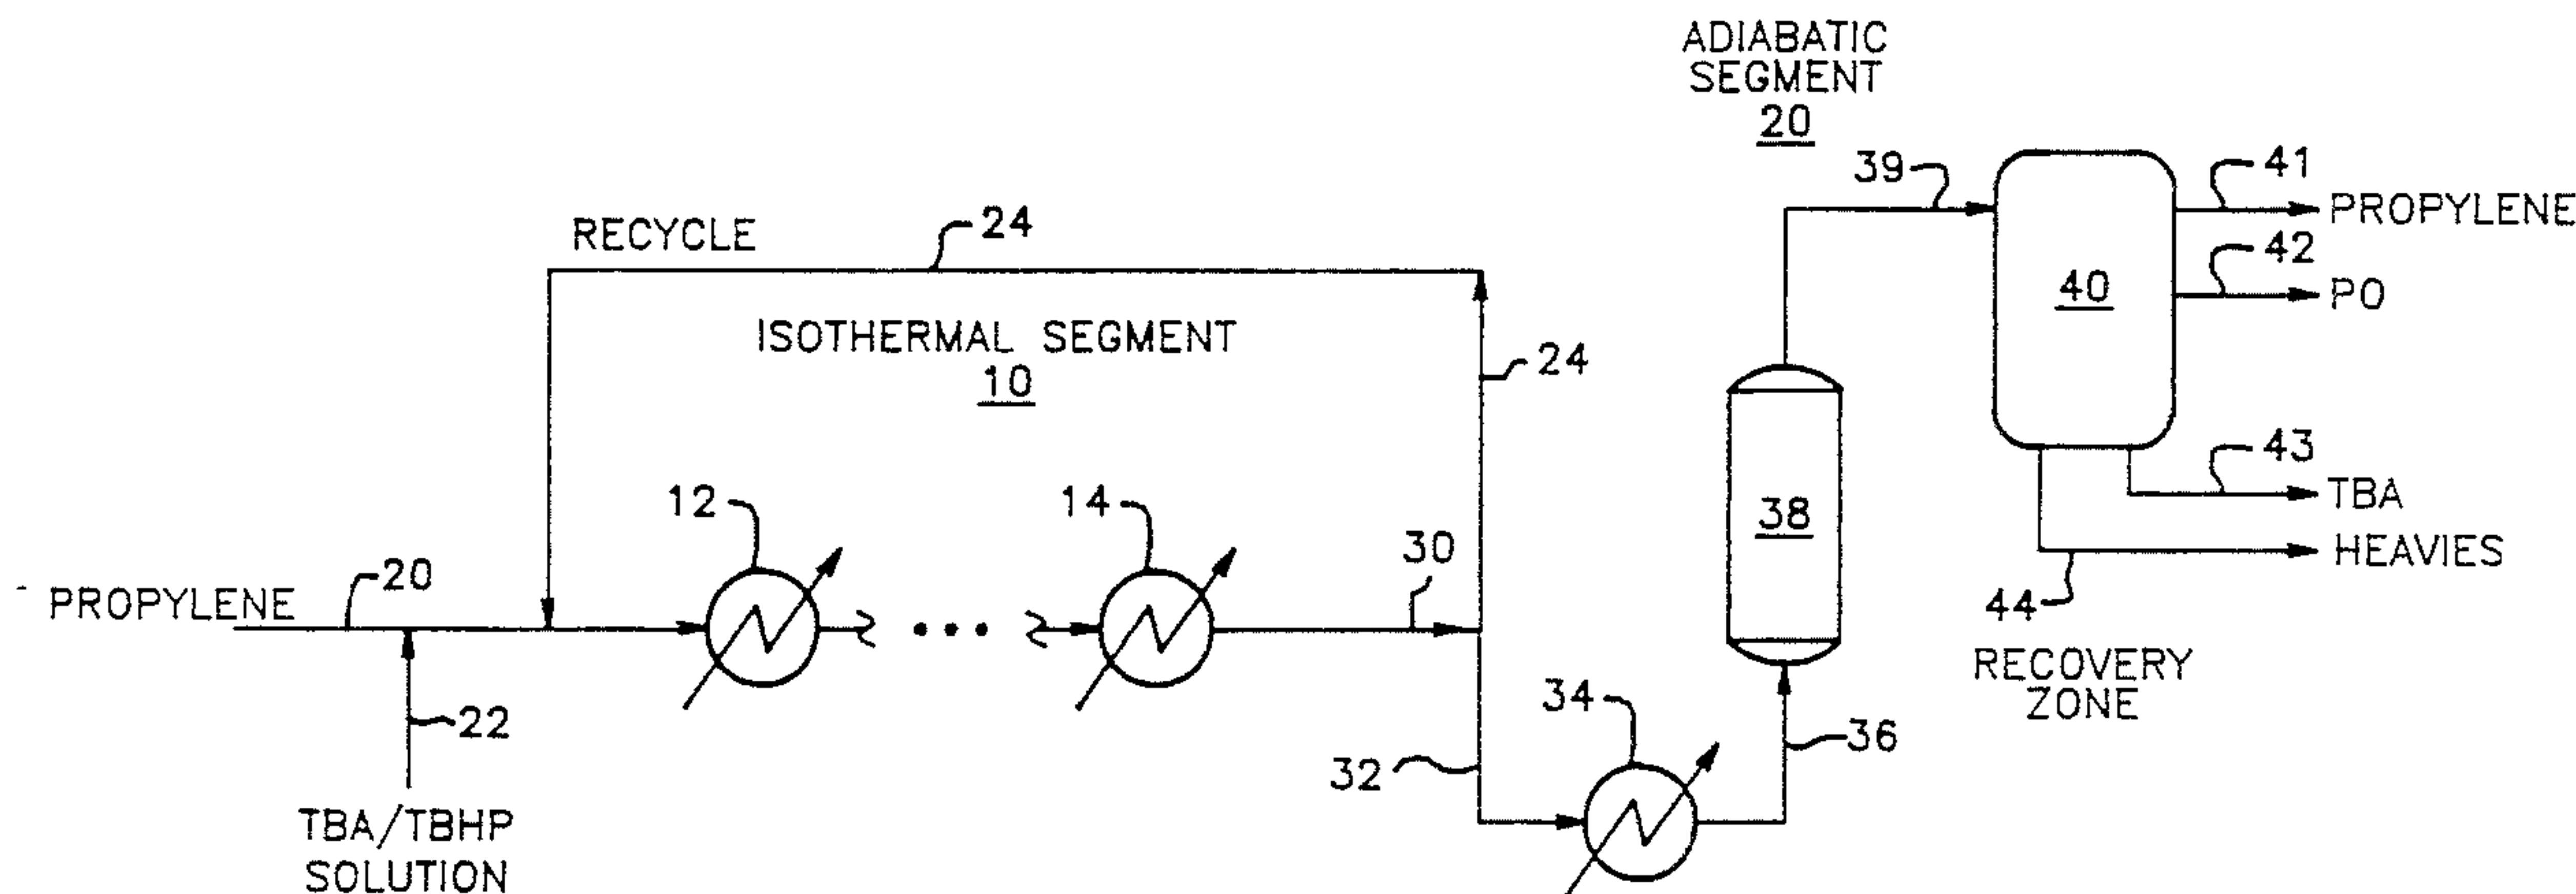 ADIABATIC
SEGMENT
20
39
41
PROPYLENE
42
PO
40
RECYCLE
24
ISOTHERMAL SEGMENT
10
24
43
TBA
HEAVIES
44
RECOVERY
ZONE
38
12
14
30
PROPYLENE
20
22
TBA/TBHP
SOLUTION
32
34
36